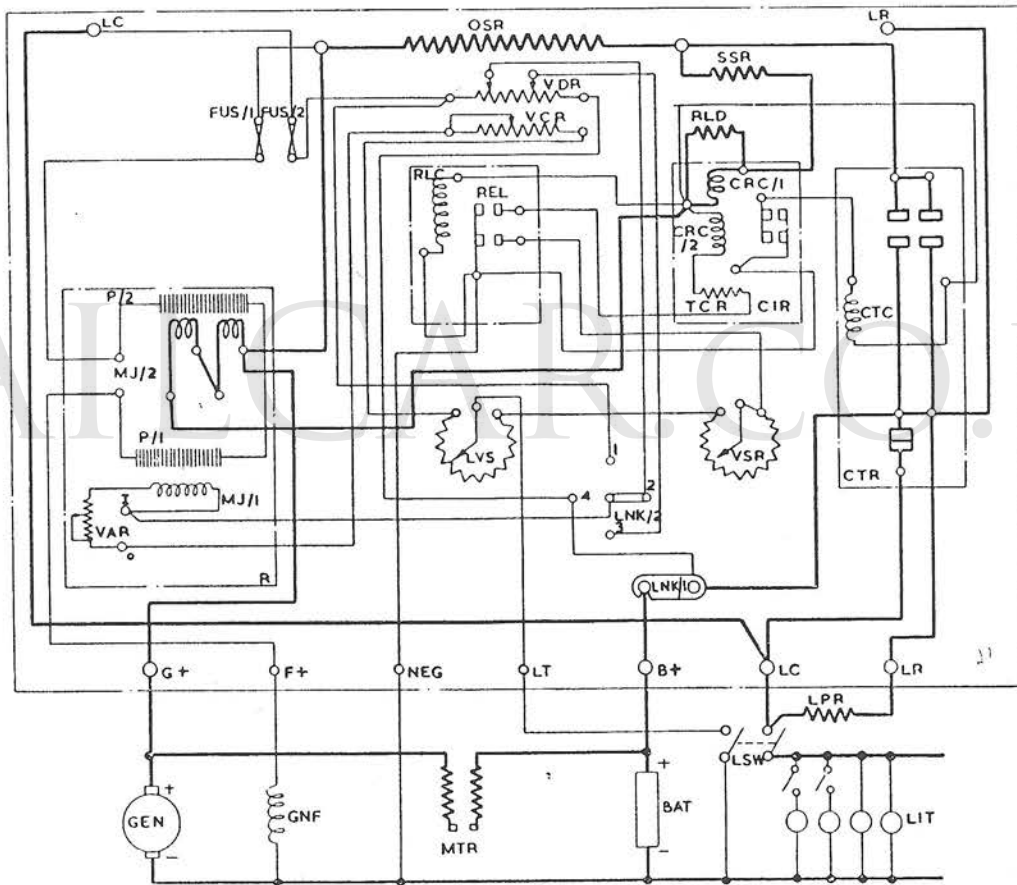 LC
OSR
LR
SSR
FUS/1 FUS/2
VDR
VCR
RLD
RLC
REL
CRC/1
CRC
/2
TCR
CIR
CTC
P/2
MJ/2
P/1
LVS
VSR
CTR
1
2
3
4
LNK/2
MJ/1
VAR
R
LNK/1
AILCAR.CO.
G+
F+
NEG
LT
B+
LC
LR
LPR
LSW
+
GEN
-
GNF
MTR
+
BAT
-
LIT